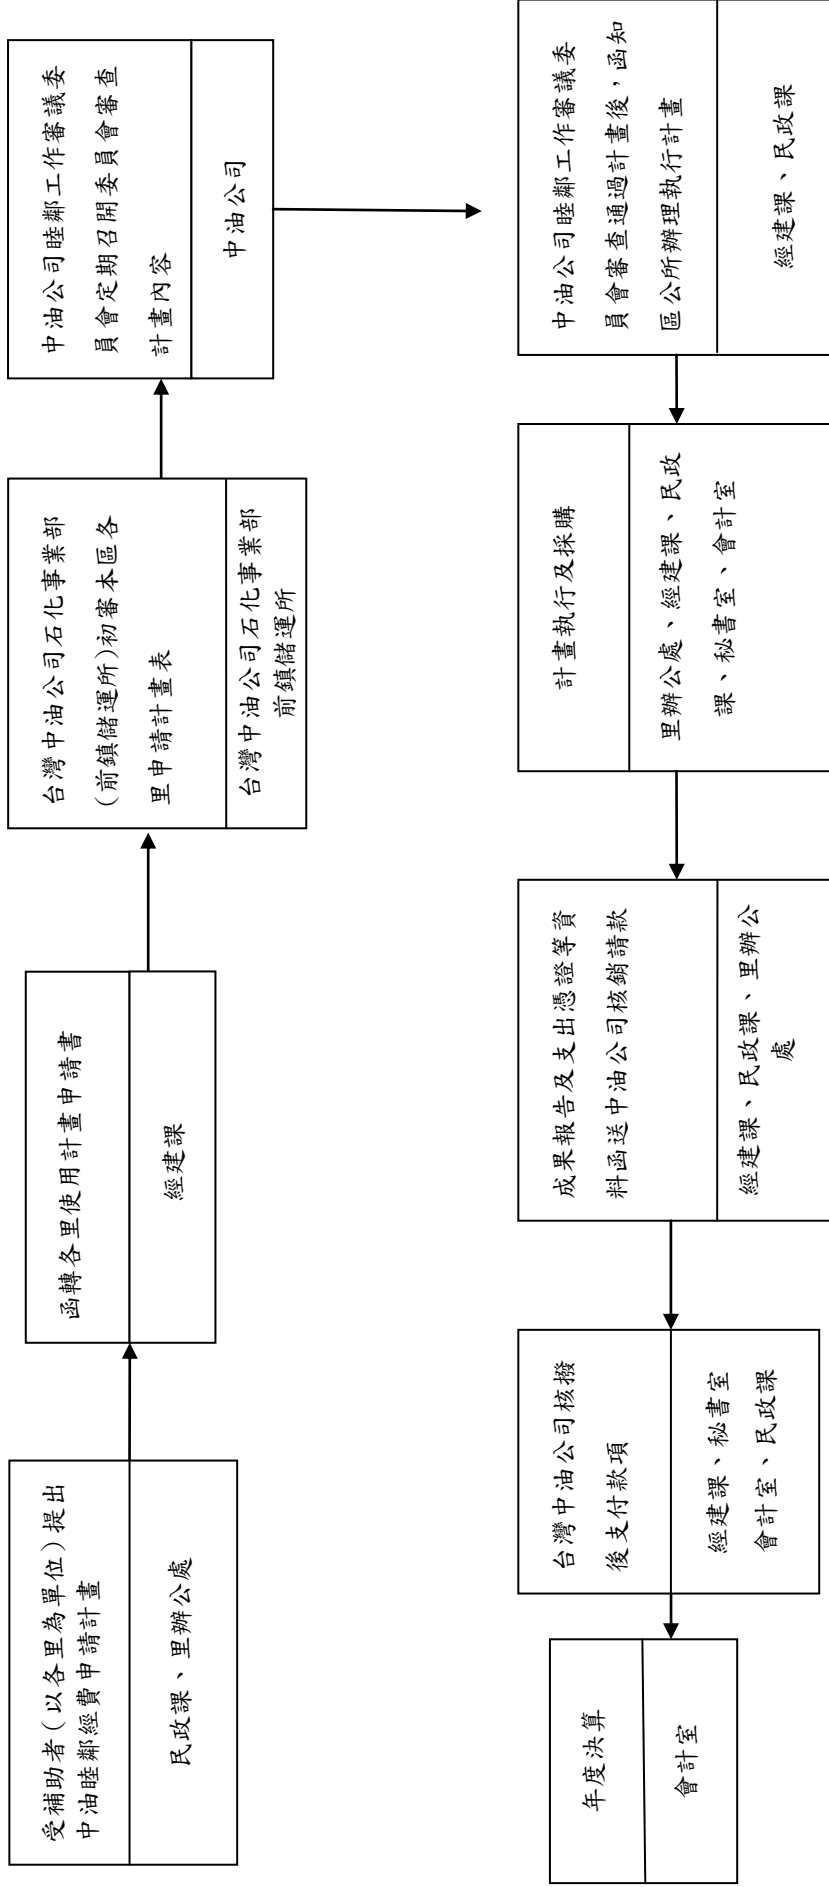 受補助者(以各里為單位)提出
中油睦鄰經費申請計畫
民政課、里辦公處
函轉各里使用計畫申請書
經建課
台灣中油公司石化事業部
(前鎮儲運所)初審本區各
里申請計畫表
台灣中油公司石化事業部
前鎮儲運所
中油公司睦鄰工作審議委
員會定期召開委員會審查
計畫內容
中油公司
中油公司睦鄰工作審議委
員會審查通過計畫後，函知
區公所辦理執行計畫
經建課、民政課
計畫執行及採購
里辦公處、經建課、民政
課、秘書室、會計室
成果報告及支出憑證等資
料函送中油公司核銷請款
經建課、民政課、里辦公
處
台灣中油公司核撥
後支付款項
經建課、秘書室
會計室、民政課
年度決算
會計室